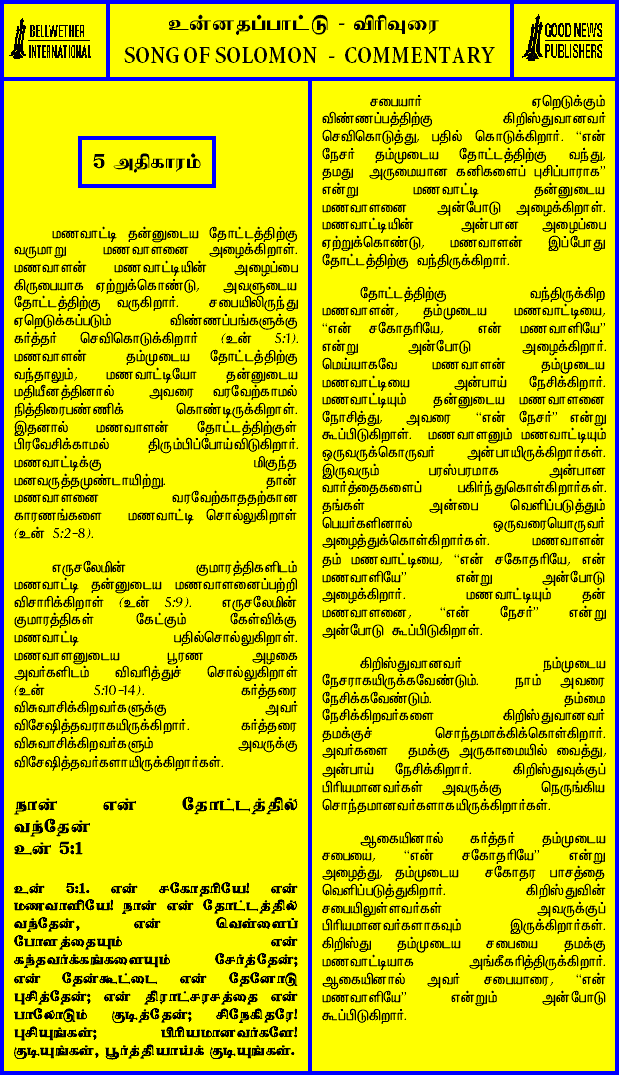 BELLWETHER
INTERNATIONAL
உன்னதப்பாட்டு - விரிவுரை
SONG OF SOLOMON - COMMENTARY
GOOD NEWS
PUBLISHERS
5 அதிகாரம்
மணவாட்டி தன்னுடைய தோட்டத்திற்கு
வருமாறு மணவாளனை அழைக்கிறாள்.
மணவாளன் மணவாட்டியின் அழைப்பை
கிருபையாக ஏற்றுக்கொண்டு, அவளுடைய
தோட்டத்திற்கு வருகிறார். சபையிலிருந்து
ஏறெடுக்கப்படும் விண்ணப்பங்களுக்கு
கர்த்தர் செவிகொடுக்கிறார் (உன் 5:1).
மணவாளன் தம்முடைய தோட்டத்திற்கு
வந்தாலும், மணவாட்டியோ தன்னுடைய
மதியீனத்தினால் அவரை வரவேற்காமல்
நித்திரைபண்ணிக் கொண்டிருக்கிறாள்.
இதனால் மணவாளன் தோட்டத்திற்குள்
பிரவேசிக்காமல் திரும்பிப்போய்விடுகிறார்.
மணவாட்டிக்கு மிகுந்த
மனவருத்தமுண்டாயிற்று. தான்
மணவாளனை வரவேற்காததற்கான
காரணங்களை மணவாட்டி சொல்லுகிறாள்
(உன் 5:2-8).
எருசலேமின் குமாரத்திகளிடம்
மணவாட்டி தன்னுடைய மணவாளனைப்பற்றி
விசாரிக்கிறாள் (உன் 5:9). எருசலேமின்
குமாரத்திகள் கேட்கும் கேள்விக்கு
மணவாட்டி பதில்சொல்லுகிறாள்.
மணவாளனுடைய பூரண அழகை
அவர்களிடம் விவரித்துச் சொல்லுகிறாள்
(உன் 5:10-14). கர்த்தரை
விசுவாசிக்கிறவர்களுக்கு அவர்
விசேஷித்தவராகயிருக்கிறார். கர்த்தரை
விசுவாசிக்கிறவர்களும் அவருக்கு
விசேஷித்தவர்களாயிருக்கிறார்கள்.
நான் என் தோட்டத்தில்
வந்தேன்
உன் 5:1
உன் 5:1. என் சகோதரியே! என்
மணவாளியே! நான் என் தோட்டத்தில்
வந்தேன், என் வெள்ளைப்
போளத்தையும் என்
கந்தவர்க்கங்களையும் சேர்த்தேன்;
என் தேன்கூட்டை என் தேனோடு
புசித்தேன்; என் திராட்சரசத்தை என்
பாலோடும் குடித்தேன்; சிநேகிதரே!
புசியுங்கள்; பிரியமானவர்களே!
குடியுங்கள், பூர்த்தியாய்க் குடியுங்கள்.
சபையார் ஏறெடுக்கும்
விண்ணப்பத்திற்கு கிறிஸ்துவானவர்
செவிகொடுத்து, பதில் கொடுக்கிறார். “என்
நேசர் தம்முடைய தோட்டத்திற்கு வந்து,
தமது அருமையான கனிகளைப் புசிப்பாராக”
என்று மணவாட்டி தன்னுடைய
மணவாளனை அன்போடு அழைக்கிறாள்.
மணவாட்டியின் அன்பான அழைப்பை
ஏற்றுக்கொண்டு, மணவாளன் இப்போது
தோட்டத்திற்கு வந்திருக்கிறார்.
தோட்டத்திற்கு வந்திருக்கிற
மணவாளன், தம்முடைய மணவாட்டியை,
“என் சகோதரியே, என் மணவாளியே”
என்று அன்போடு அழைக்கிறார்.
மெய்யாகவே மணவாளன் தம்முடைய
மணவாட்டியை அன்பாய் நேசிக்கிறார்.
மணவாட்டியும் தன்னுடைய மணவாளனை
நோசித்து, அவரை “என் நேசர்” என்று
கூப்பிடுகிறாள். மணவாளனும் மணவாட்டியும்
ஒருவருக்கொருவர் அன்பாயிருக்கிறார்கள்.
இருவரும் பரஸ்பரமாக அன்பான
வார்த்தைகளைப் பகிர்ந்துகொள்கிறார்கள்.
தங்கள் அன்பை வெளிப்படுத்தும்
பெயர்களினால் ஒருவரையொருவர்
அழைத்துக்கொள்கிறார்கள். மணவாளன்
தம் மணவாட்டியை, “என் சகோதரியே, என்
மணவாளியே” என்று அன்போடு
அழைக்கிறார். மணவாட்டியும் தன்
மணவாளனை, “என் நேசர்” என்று
அன்போடு கூப்பிடுகிறாள்.
கிறிஸ்துவானவர் நம்முடைய
நேசராகயிருக்கவேண்டும். நாம் அவரை
நேசிக்கவேண்டும். தம்மை
நேசிக்கிறவர்களை கிறிஸ்துவானவர்
தமக்குச் சொந்தமாக்கிக்கொள்கிறார்.
அவர்களை தமக்கு அருகாமையில் வைத்து,
அன்பாய் நேசிக்கிறார். கிறிஸ்துவுக்குப்
பிரியமானவர்கள் அவருக்கு நெருங்கிய
சொந்தமானவர்களாகயிருக்கிறார்கள்.
ஆகையினால் கர்த்தர் தம்முடைய
சபையை, “என் சகோதரியே” என்று
அழைத்து, தம்முடைய சகோதர பாசத்தை
வெளிப்படுத்துகிறார். கிறிஸ்துவின்
சபையிலுள்ளவர்கள் அவருக்குப்
பிரியமானவர்களாகவும் இருக்கிறார்கள்.
கிறிஸ்து தம்முடைய சபையை தமக்கு
மணவாட்டியாக அங்கீகரித்திருக்கிறார்.
ஆகையினால் அவர் சபையாரை, “என்
மணவாளியே” என்றும் அன்போடு
கூப்பிடுகிறார்.